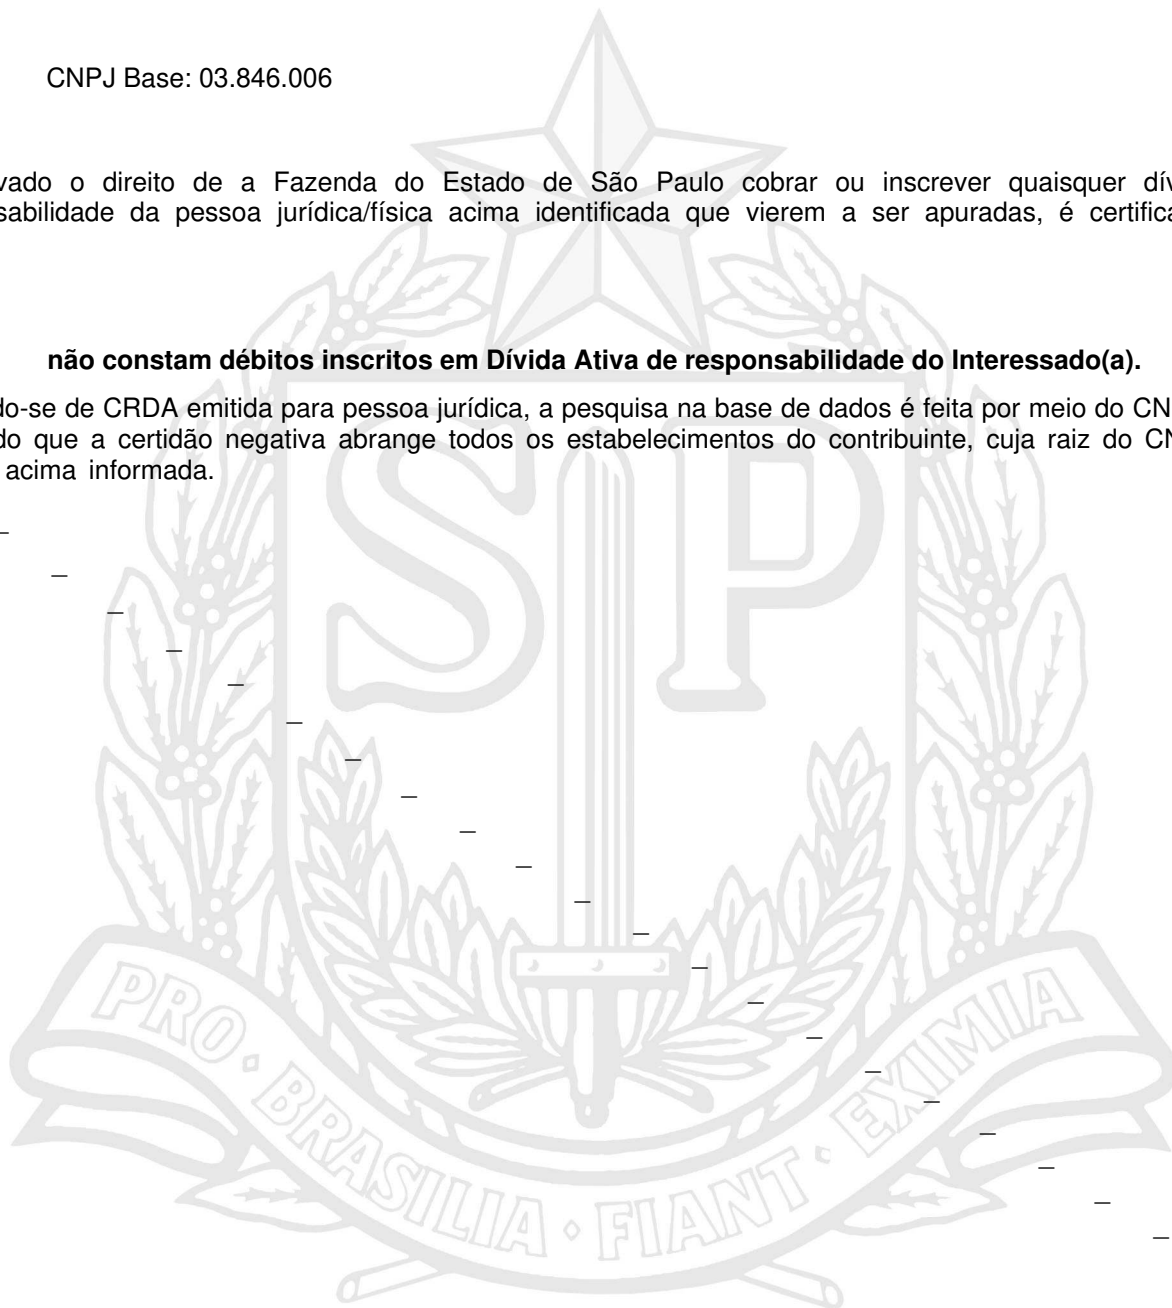 CNPJ Base: 03.846.006
vado o direito de a Fazenda do Estado de São Paulo cobrar ou inscrever quaisquer dív
sabilidade da pessoa jurídica/física acima identificada que vierem a ser apuradas, é certifica
não constam débitos inscritos em Dívida Ativa de responsabilidade do Interessado(a).
do-se de CRDA emitida para pessoa jurídica, a pesquisa na base de dados é feita por meio do CN
do que a certidão negativa abrange todos os estabelecimentos do contribuinte, cuja raiz do CN
acima informada.
SP
PRO • BRASILIA • FIANT • EXIMIA